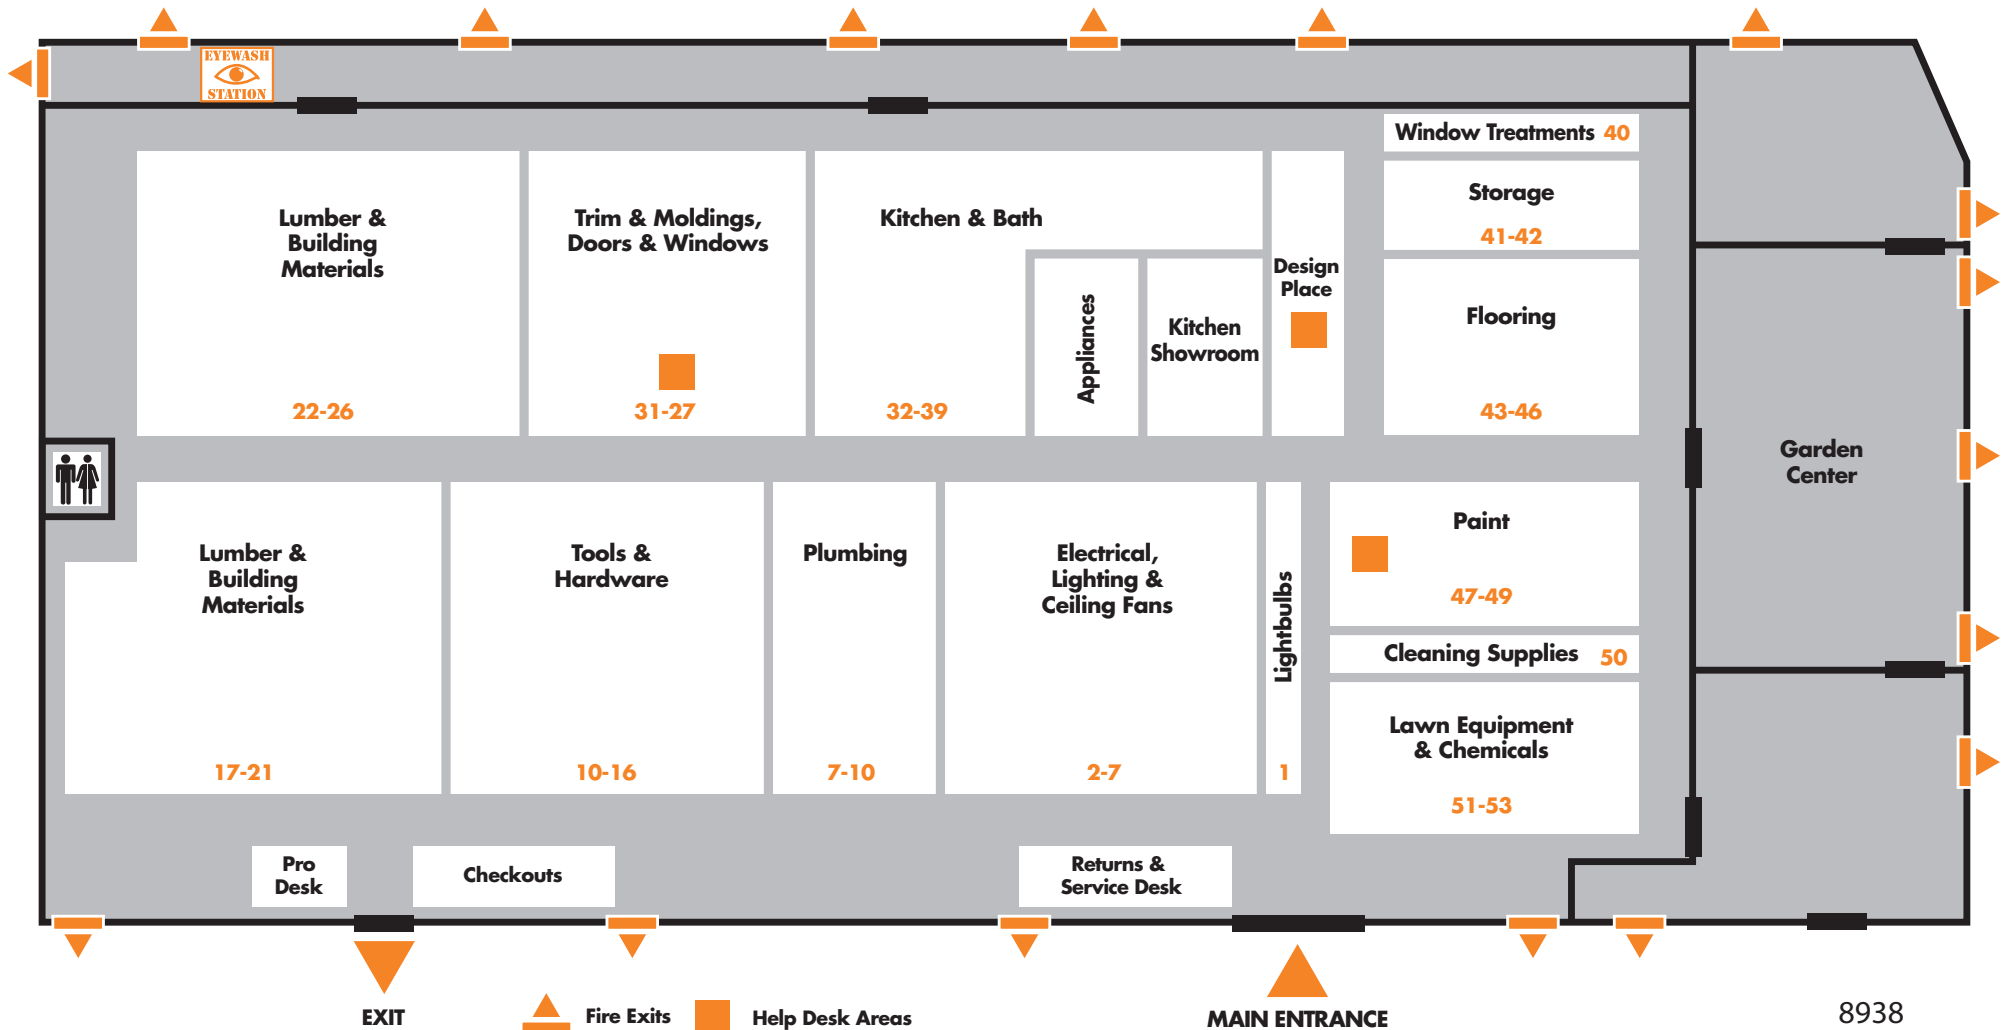 EYEWASH
STATION
Window Treatments 40
Storage
41-42
Lumber &
Building
Materials
22-26
Trim & Moldings,
Doors & Windows
31-27
Kitchen & Bath
32-39
Appliances
Kitchen
Showroom
Design
Place
Flooring
43-46
Garden
Center
Lumber &
Building
Materials
17-21
Tools &
Hardware
10-16
Plumbing
7-10
Electrical,
Lighting &
Ceiling Fans
2-7
Lightbulbs
1
Paint
47-49
Cleaning Supplies 50
Lawn Equipment
& Chemicals
51-53
Pro
Desk
Checkouts
Returns &
Service Desk
EXIT
Fire Exits
Help Desk Areas
MAIN ENTRANCE
8938